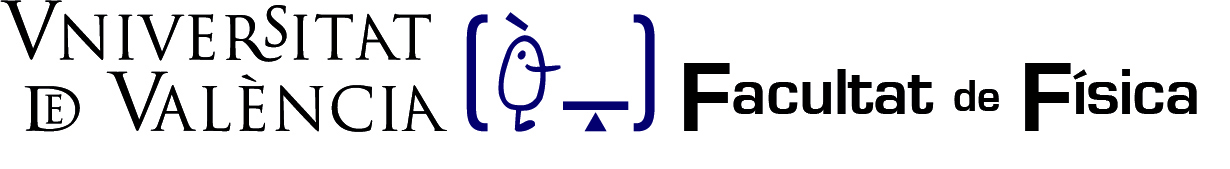 VNIVERSITAT
DE VALÈNCIA
Facultat de Física